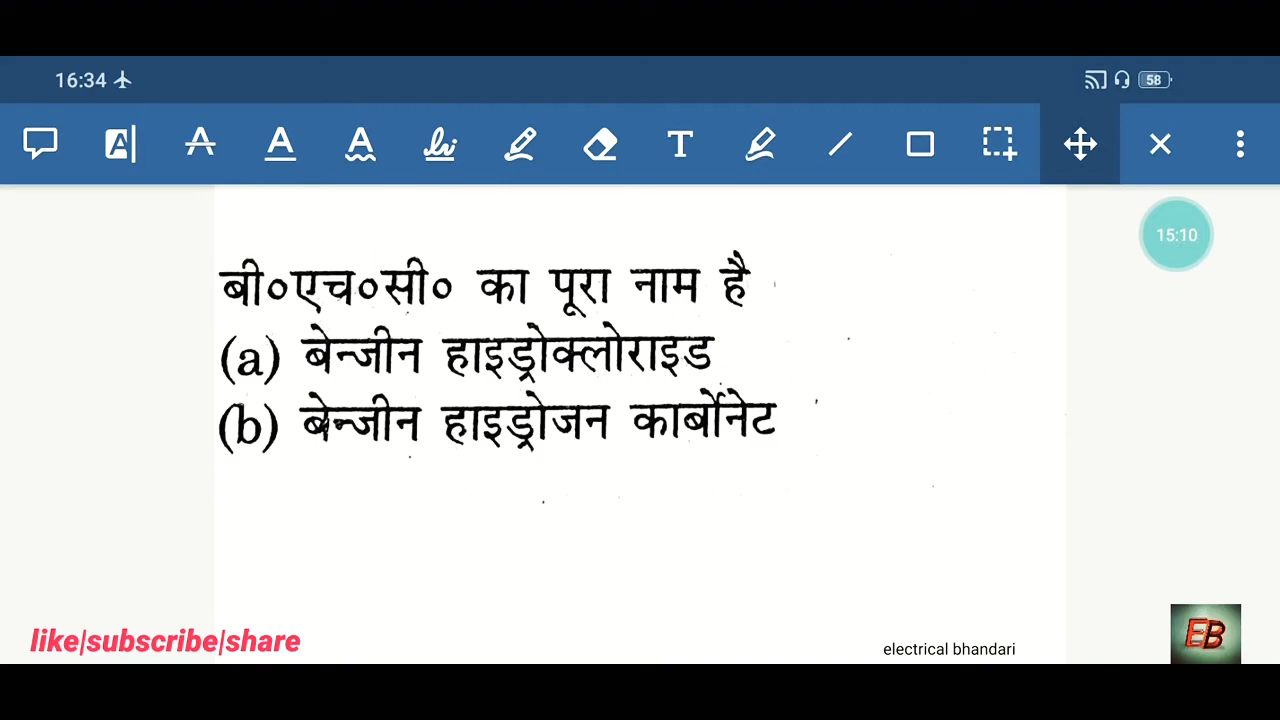 16:34
58
A
A
A
A
T
15:10
बी०एच०सी० का पूरा नाम है
(a) बेन्जीन हाइड्रोक्लोराइड
(b) बेन्जीन हाइड्रोजन कार्बोनेट
like|subscribe|share
EB
electrical bhandari